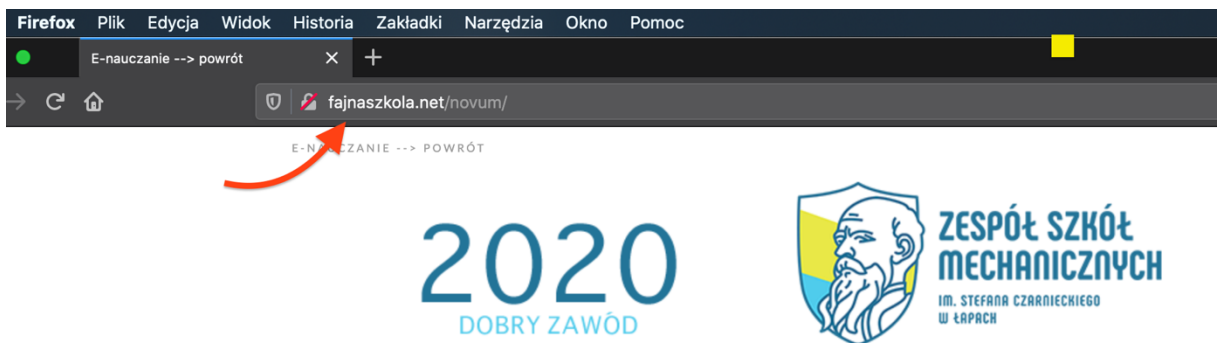 Firefox Plik Edycja Widok Historia Zakładki Narzędzia Okno Pomoc
E-nauczanie --> powrót
fajnaszkola.net/novum/
E-NAUCZANIE --> POWRÓT
2020
DOBRY ZAWÓD
ZESPÓŁ SZKÓŁ
MECHANICZNYCH
IM. STEFANA CZARNIECKIEGO
W ŁAPACH